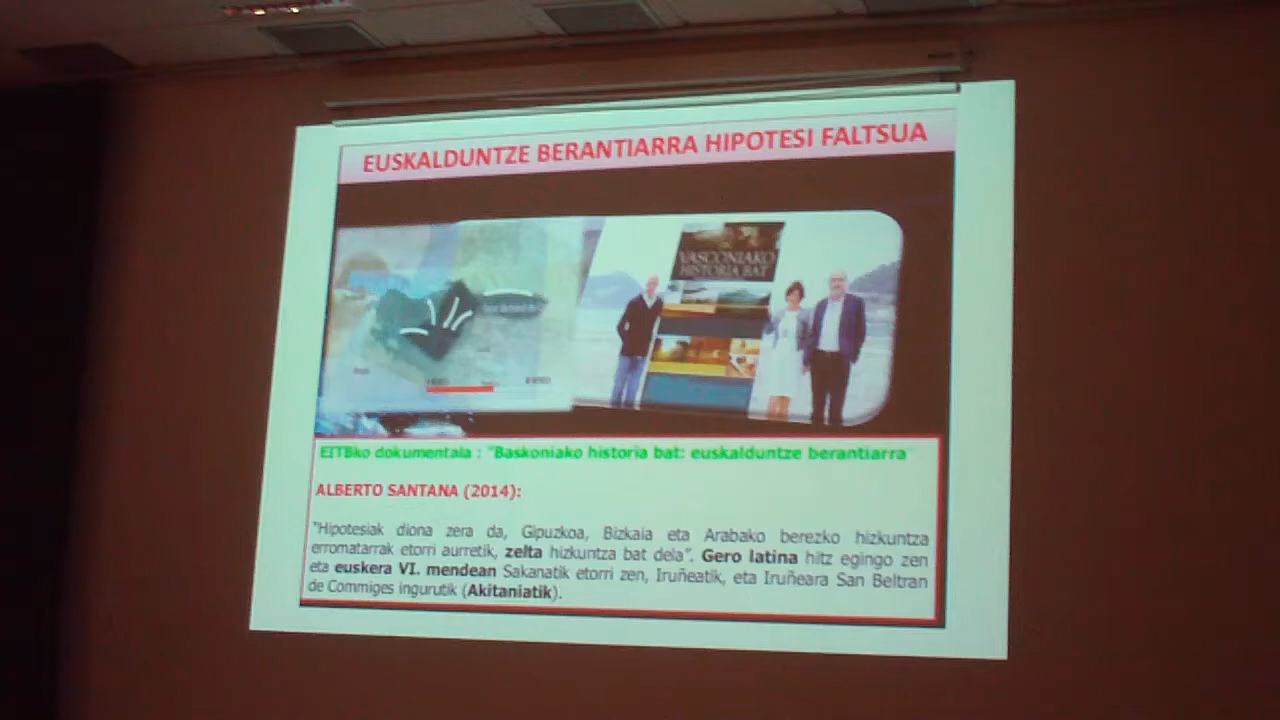 EUSKALDUNTZE BERANTIARRA HIPOTESI FALTSUA
VASCONIAKO
HISTORIA BAT
EITBko dokumentala : "Baskoniako historia bat: euskalduntze berantiarra
ALBERTO SANTANA (2014):
"Hipotesiak diona zera da, Gipuzkoa, Bizkaia eta Arabako berezko hizkuntza
erromatarrak etorri aurretik, zelta hizkuntza bat dela". Gero latina hitz egingo zen
eta euskera VI. mendean Sakanatik etorri zen, Iruñeatik, eta Iruñeara San Beltran
de Commiges ingurutik (Akitaniatik).